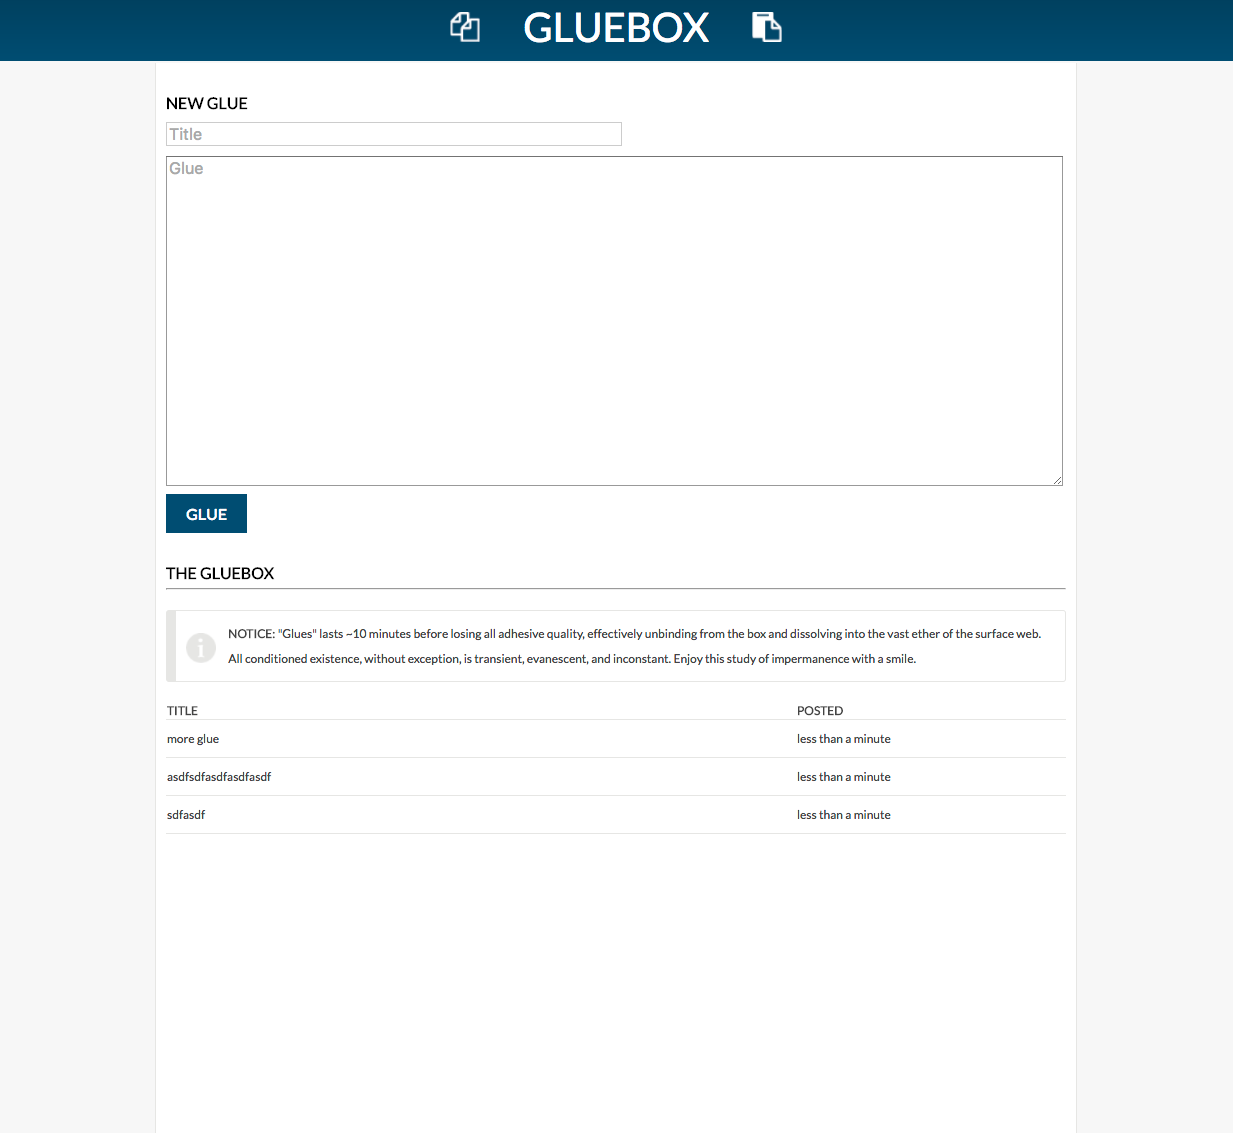 GLUEBOX
NEW GLUE
Title
Glue
GLUE
THE GLUEBOX
NOTICE: "Glues" lasts ~10 minutes before losing all adhesive quality, effectively unbinding from the box and dissolving into the vast ether of the surface web.
All conditioned existence, without exception, is transient, evanescent, and inconstant. Enjoy this study of impermanence with a smile.
TITLE POSTED
more glue less than a minute
asdfsdfasdfasdfasdf less than a minute
sdfasdf less than a minute